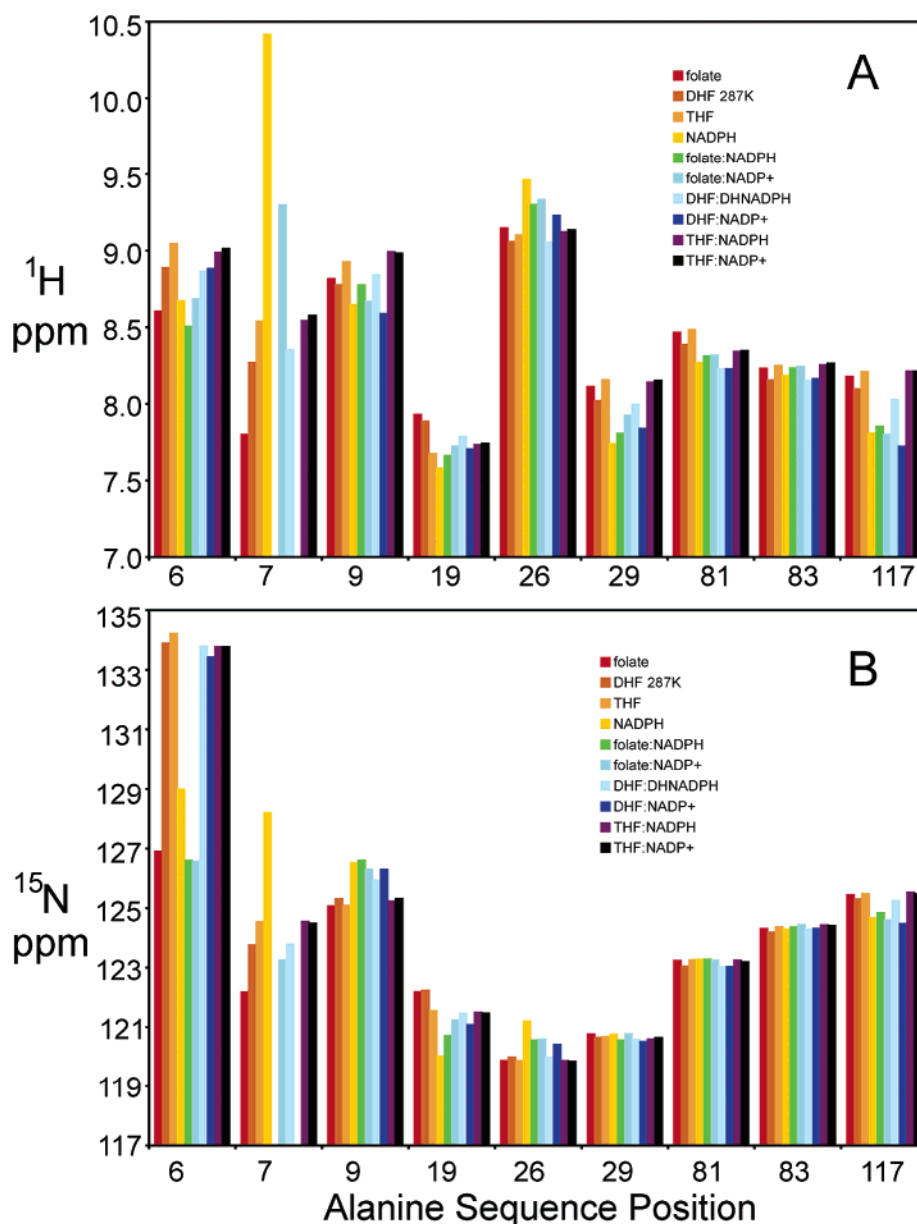 10.5
A
folate
DHF 287K
10.0
THF
NADPH
folate:NADPH
9.5
folate:NADP+
DHF:DHNADPH
DHF:NADP+
9.0
THF:NADPH
THF:NADP+
¹H
ppm
8.5
8.0
7.5
7.0
6 7 9 19 26 29 81 83 117
135
B
folate
133
DHF 287K
THF
NADPH
131
folate:NADPH
folate:NADP+
129
DHF:DHNADPH
DHF:NADP+
THF:NADPH
127
THF:NADP+
¹⁵N
ppm
125
123
121
119
117
6 7 9 19 26 29 81 83 117
Alanine Sequence Position